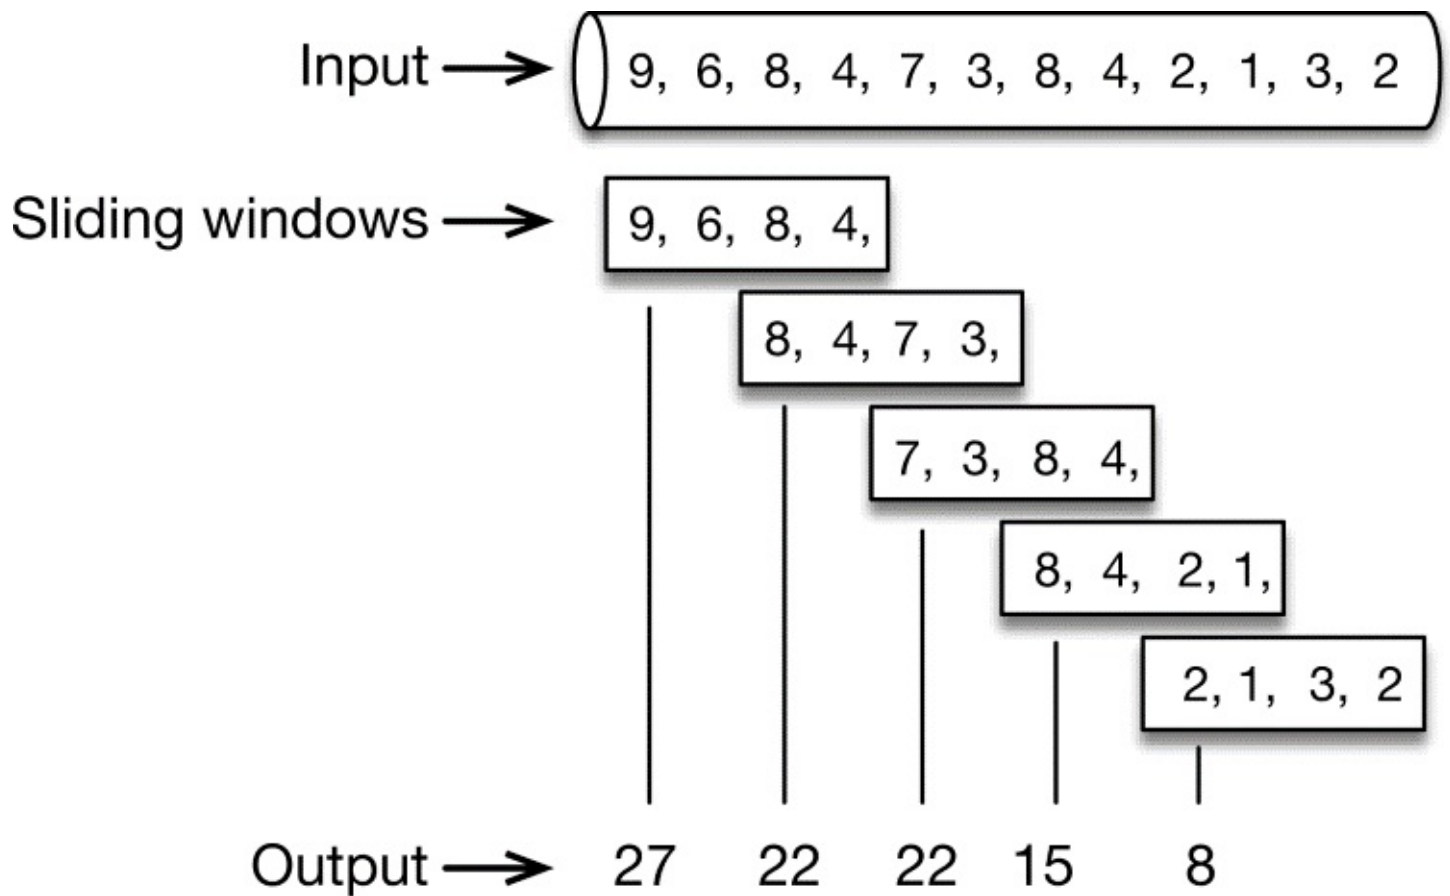 Input 9, 6, 8, 4, 7, 3, 8, 4, 2, 1, 3, 2
Sliding windows 9, 6, 8, 4,
8, 4, 7, 3,
7, 3, 8, 4,
8, 4, 2, 1,
2, 1, 3, 2
Output 27 22 22 15 8